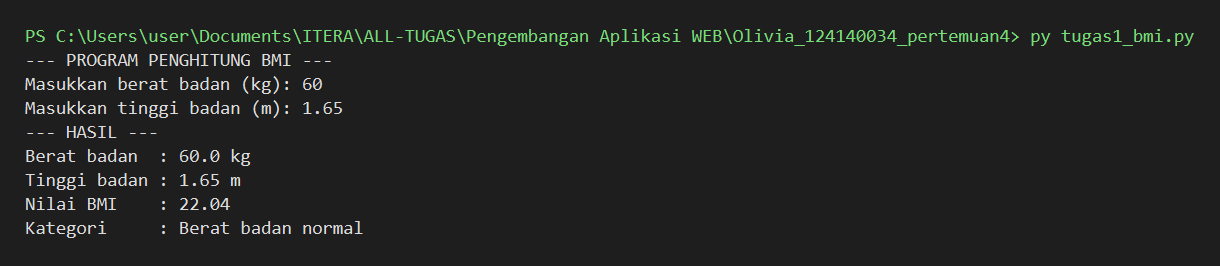 PS C:\Users\user\Documents\ITERA\ALL-TUGAS\Pengembangan Aplikasi WEB\Olivia_124140034_pertemuan4> py tugas1_bmi.py
--- PROGRAM PENGHITUNG BMI ---
Masukkan berat badan (kg): 60
Masukkan tinggi badan (m): 1.65
--- HASIL ---
Berat badan  : 60.0 kg
Tinggi badan : 1.65 m
Nilai BMI    : 22.04
Kategori     : Berat badan normal